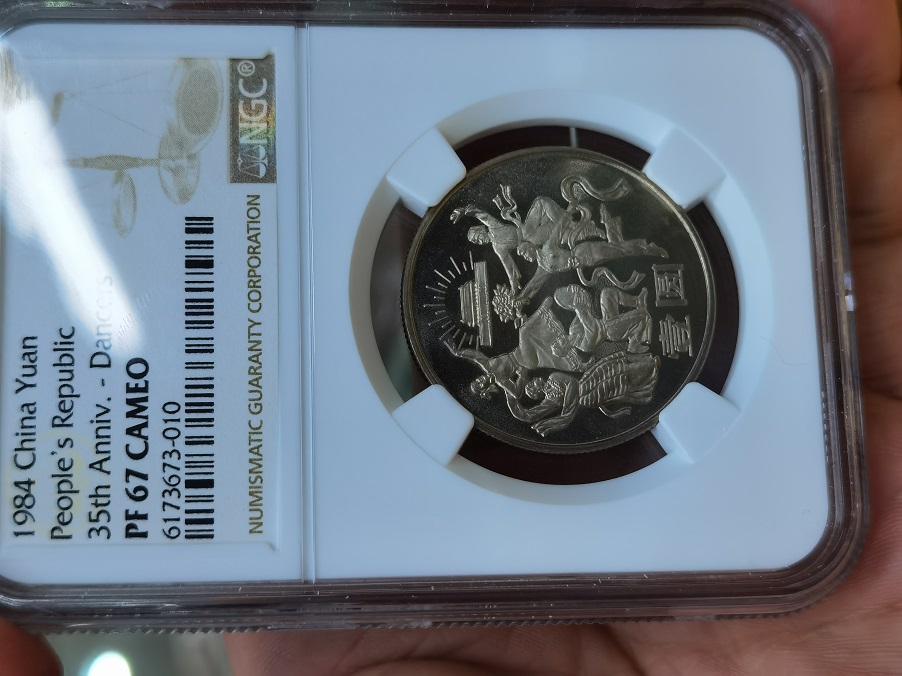 1984 China Yuan
People's Republic
35th Anniv. - Dancers
PF 67 CAMEO
6173673-010
NUMISMATIC GUARANTY CORPORATION
NGC®
壹圆